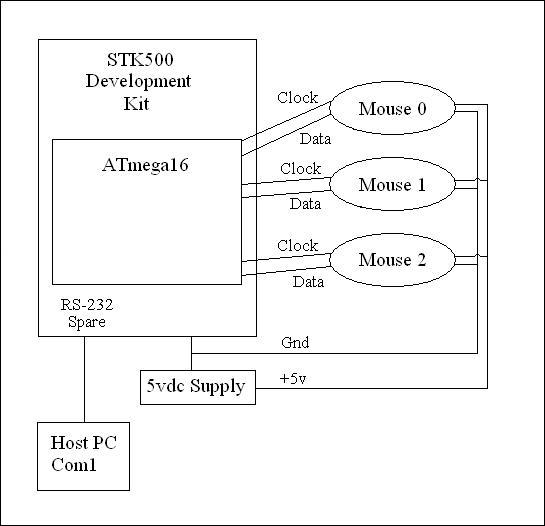 STK500
Development
Kit
ATmega16
Clock
Mouse 0
Data
Clock
Mouse 1
Data
Clock
Mouse 2
Data
RS-232
Spare
Gnd
5vdc Supply
+5v
Host PC
Com1